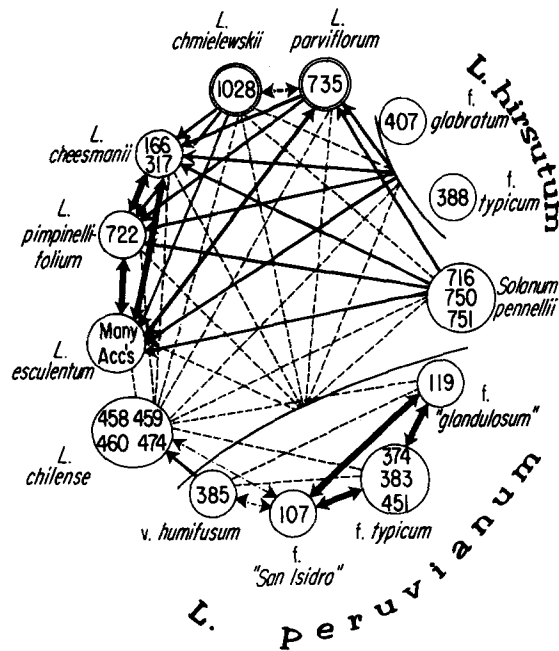 L.
chmielewskii
L.
parviflorum
1028
735
L. hirsutum
407
f.
glabratum
388
f.
typicum
L.
cheesmanii
166
317
L.
pimpinelli-
folium
722
716
750
751
Solanum
pennellii
Many
Acc's
L.
esculentum
119
f.
"glandulosum"
458 459
460 474
L.
chilense
374
383
451
f. typicum
385
v. humifusum
107
f.
"San Isidro"
L. peruvianum